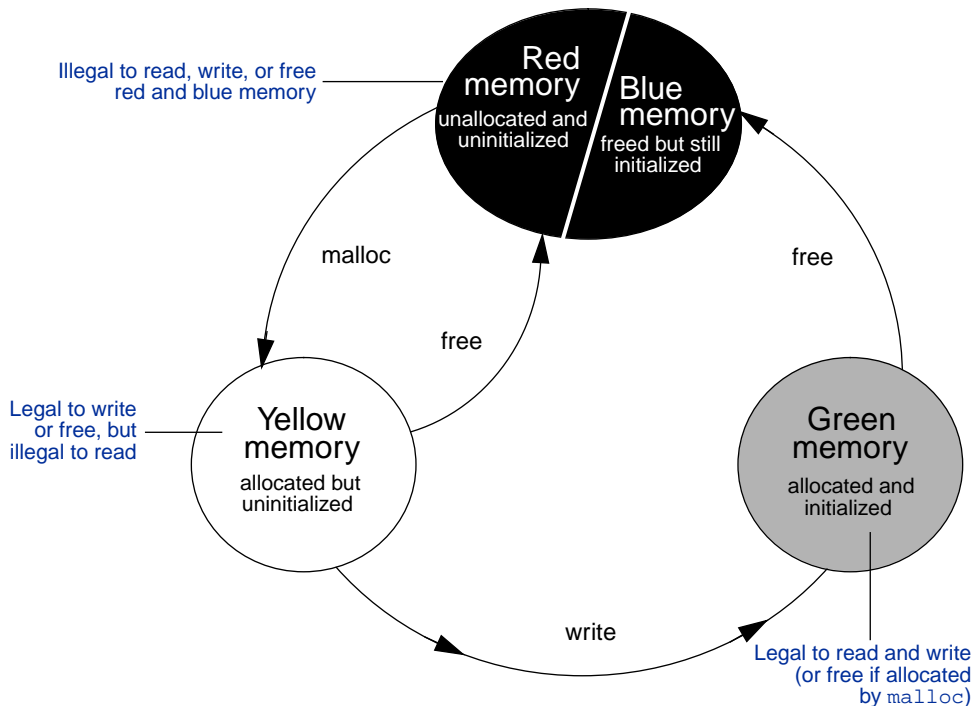 Illegal to read, write, or free
red and blue memory
Red
memory
unallocated and
uninitialized
Blue
memory
freed but still
initialized
malloc
free
free
Legal to write
or free, but
illegal to read
Yellow
memory
allocated but
uninitialized
Green
memory
allocated and
initialized
write
Legal to read and write
(or free if allocated
by malloc)